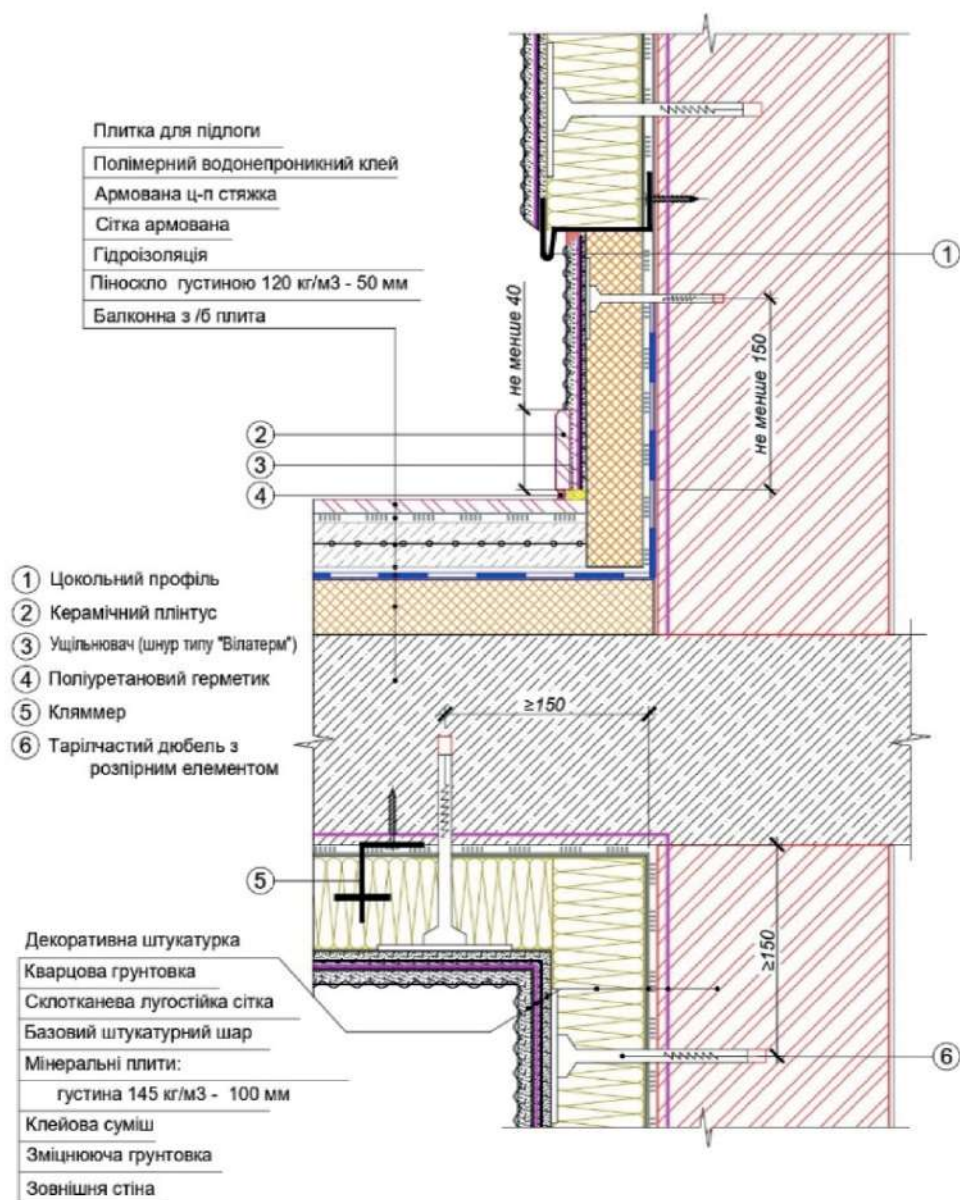 Плитка для підлоги
Полімерний водонепроникний клей
Армована ц-п стяжка
Сітка армована
Гідроізоляція
Піноскло густиною 120 кг/м3 - 50 мм
Балконна з /б плита
1
не менше 40
не менше 150
2
3
4
1 Цокольний профіль
2 Керамічний плінтус
3 Ущільнювач (шнур типу "Вілатерм")
4 Поліуретановий герметик
5 Кляммер
6 Тарілчастий дюбель з
розпірним елементом
≥150
5
≥150
6
Декоративна штукатурка
Кварцова грунтовка
Склотканева лугостійка сітка
Базовий штукатурний шар
Мінеральні плити:
густина 145 кг/м3 - 100 мм
Клейова суміш
Зміцнююча грунтовка
Зовнішня стіна